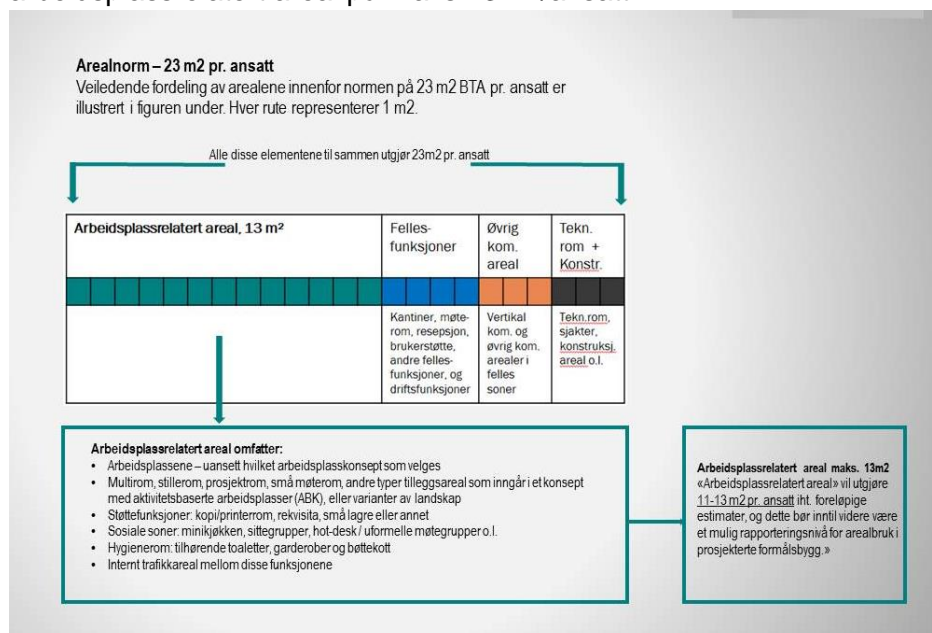 Arealnorm – 23 m2 pr. ansatt
Veiledende fordeling av arealene innenfor normen på 23 m2 BTA pr. ansatt er
illustrert i figuren under. Hver rute representerer 1 m2.
Alle disse elementene til sammen utgjør 23m2 pr. ansatt
Arbeidsplassrelatert areal, 13 m²
Felles-
funksjoner
Øvrig
kom.
areal
Tekn.
rom +
Konstr.
Kantiner, møte-
rom, resepsjon,
brukerstøtte,
andre felles-
funksjoner, og
driftsfunksjoner
Vertikal
kom. og
øvrig kom.
arealer i
felles
soner
Tekn.rom,
sjakter,
konstruksj.
areal o.l.
Arbeidsplassrelatert areal omfatter:
• Arbeidsplassene – uansett hvilket arbeidsplasskonsept som velges
• Multirom, stillerom, prosjektrom, små møterom, andre typer tilleggsareal som inngår i et konsept
med aktivitetsbaserte arbeidsplasser (ABK), eller varianter av landskap
• Støttefunksjoner: kopi/printerrom, rekvisita, små lagre eller annet
• Sosiale soner: minikjøkken, sittegrupper, hot-desk / uformelle møtegrupper o.l.
• Hygienerom: tilhørende toaletter, garderober og bøttekott
• Internt trafikkareal mellom disse funksjonene
Arbeidsplassrelatert areal maks. 13m2
«Arbeidsplassrelatert areal» vil utgjøre
11-13 m2 pr. ansatt iht. foreløpige
estimater, og dette bør inntil videre være
et mulig rapporteringsnivå for arealbruk i
prosjekterte formålsbygg.»